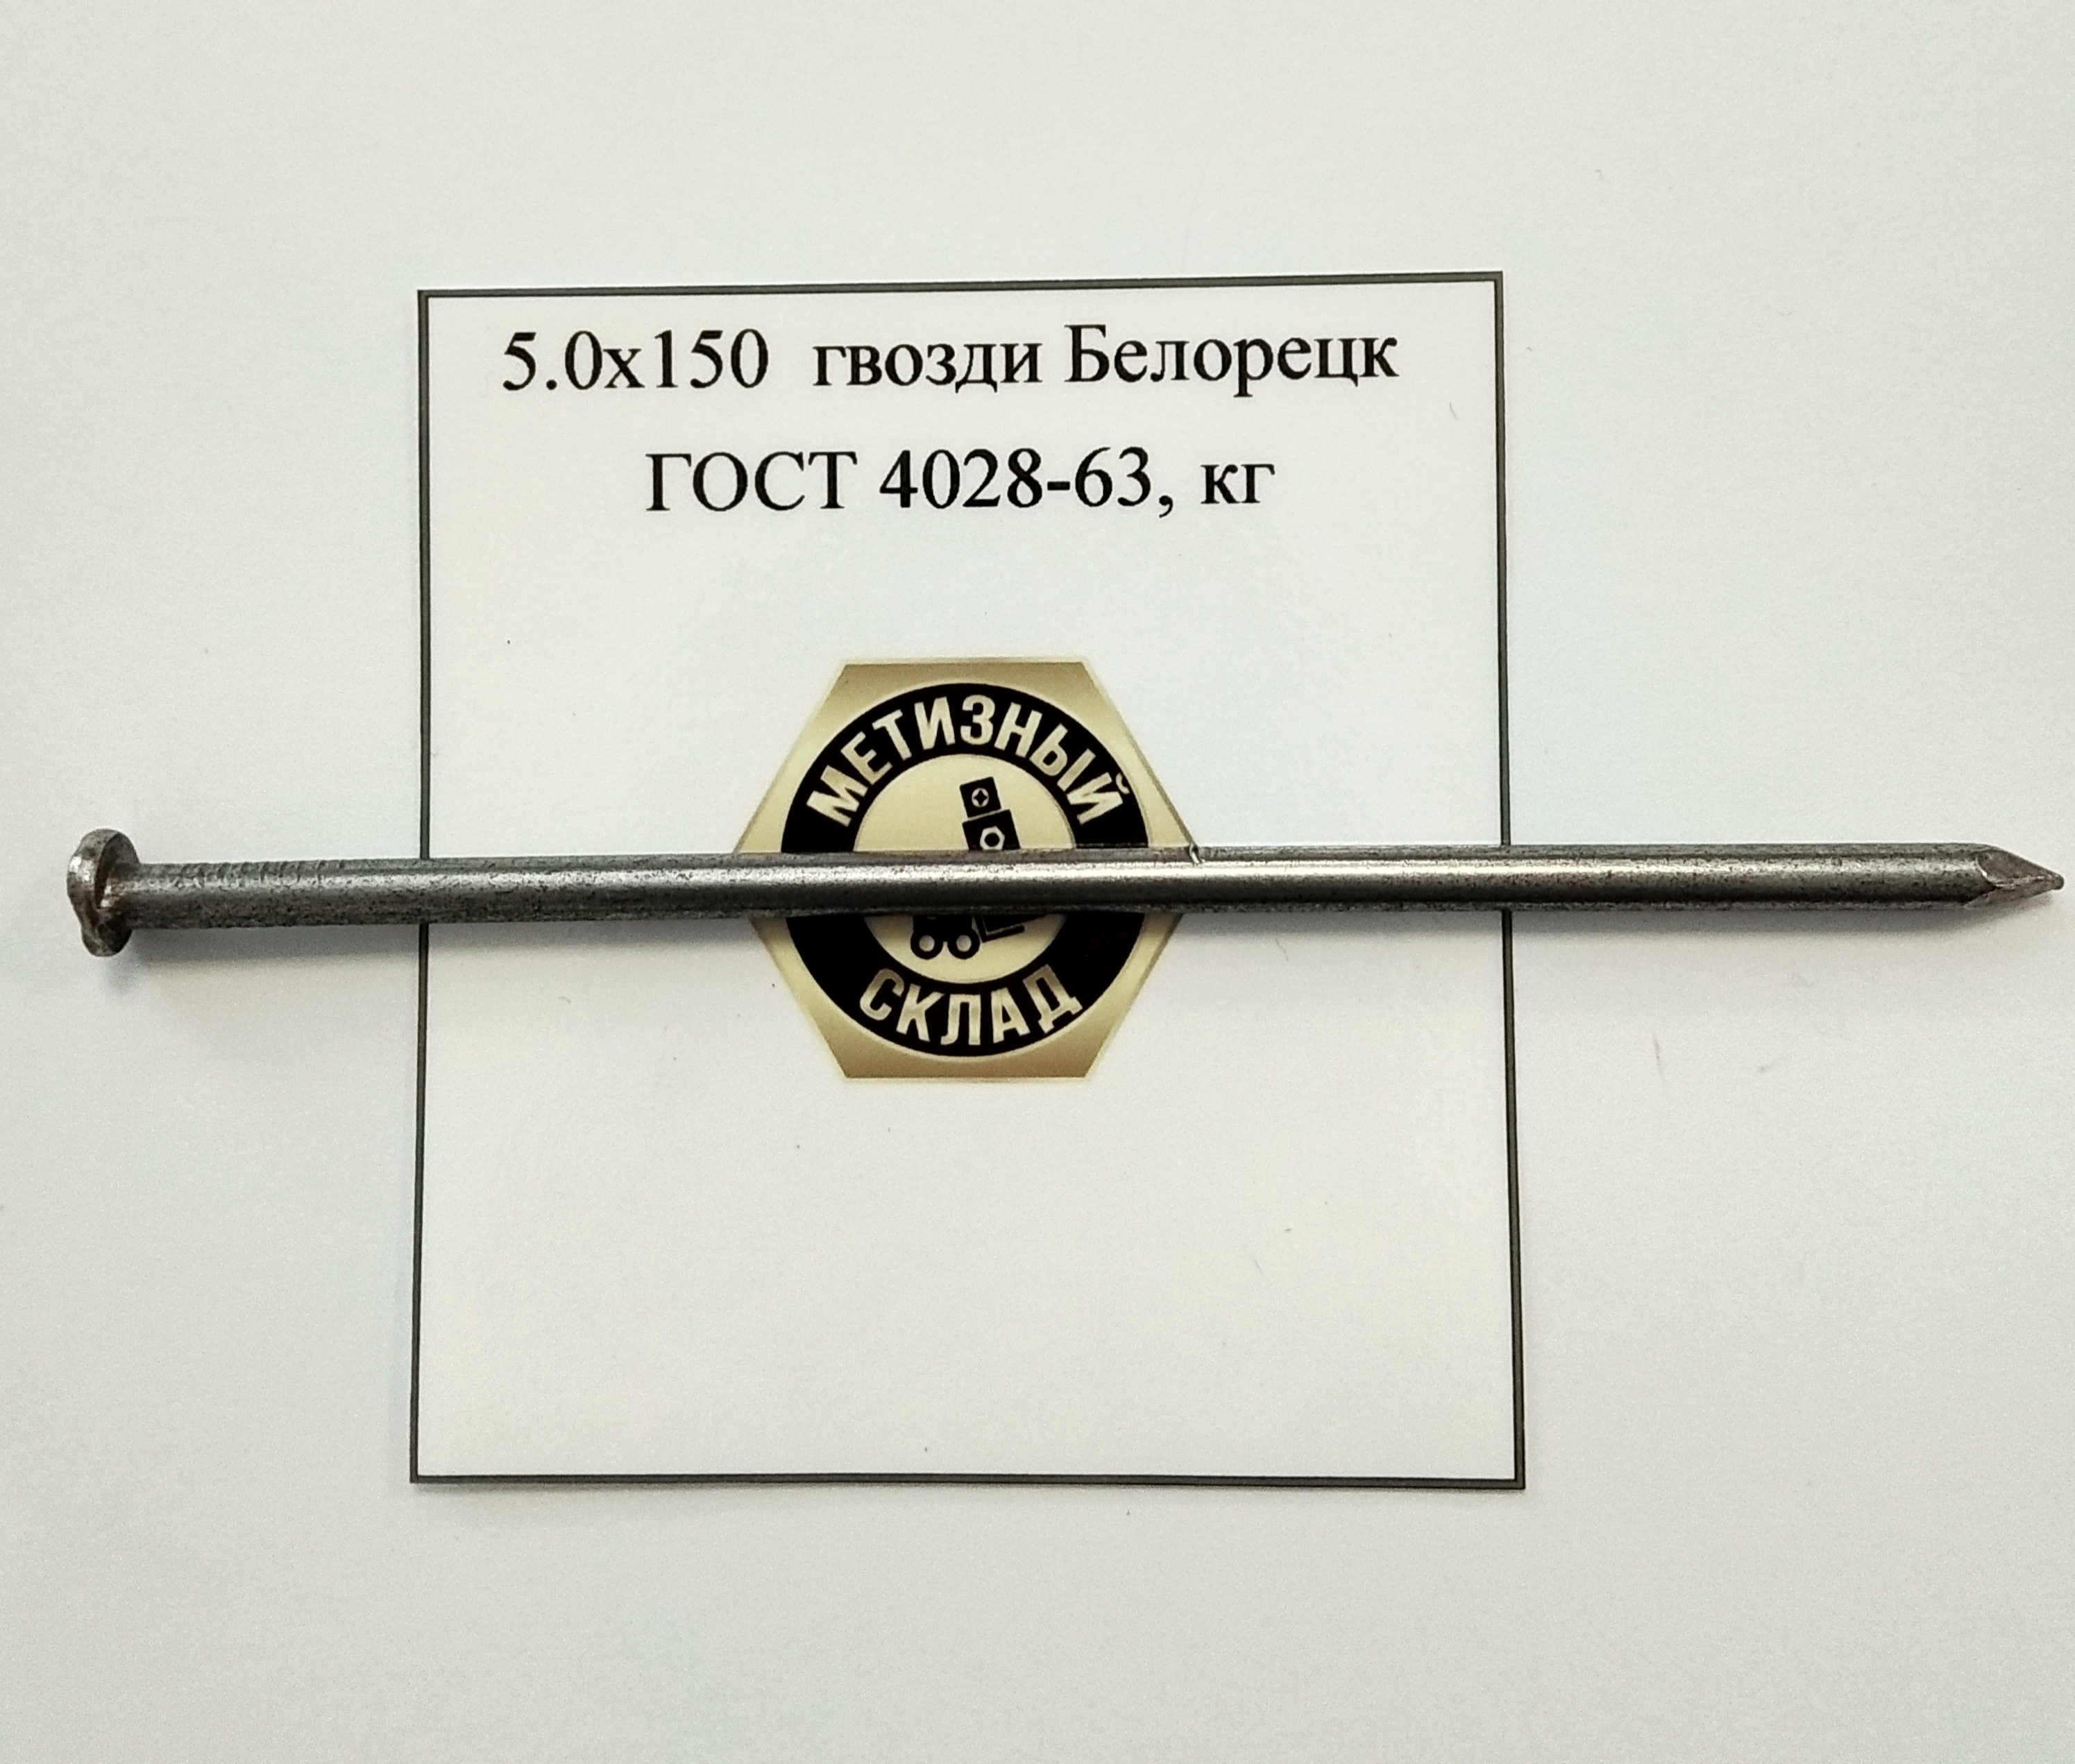 5.0х150 гвозди Белорецк
ГОСТ 4028-63, кг
МЕТИЗНЫЙ
СКЛАД